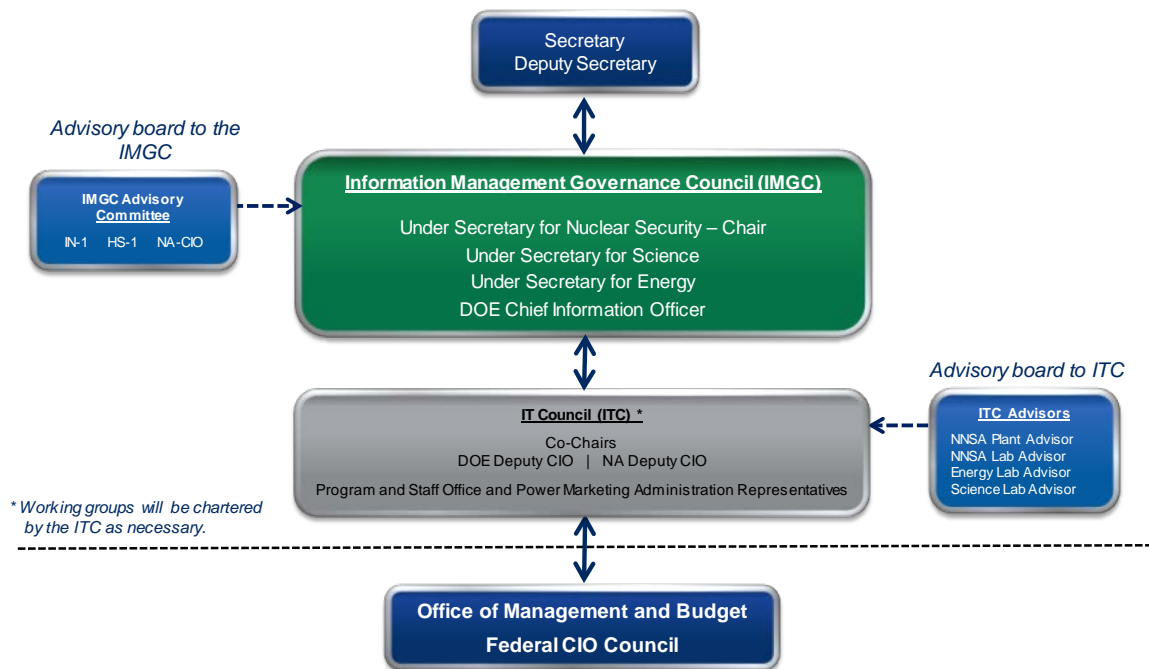 Secretary
Deputy Secretary
Advisory board to the
IMGC
IMGC Advisory
Committee
IN-1 HS-1 NA-CIO
Information Management Governance Council (IMGC)
Under Secretary for Nuclear Security – Chair
Under Secretary for Science
Under Secretary for Energy
DOE Chief Information Officer
Advisory board to ITC
ITC Advisors
NNSA Plant Advisor
NNSA Lab Advisor
Energy Lab Advisor
Science Lab Advisor
IT Council (ITC) *
Co-Chairs
DOE Deputy CIO | NA Deputy CIO
Program and Staff Office and Power Marketing Administration Representatives
* Working groups will be chartered
by the ITC as necessary.
Office of Management and Budget
Federal CIO Council